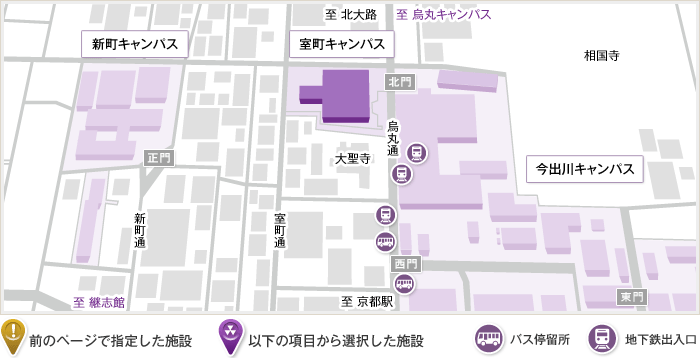 至 北大路
至 烏丸キャンパス
新町キャンパス
室町キャンパス
相国寺
北門
烏丸通
正門
大聖寺
今出川キャンパス
新町通
室町通
西門
東門
至 継志館
至 京都駅
前のページで指定した施設
以下の項目から選択した施設
バス停留所
地下鉄出入口